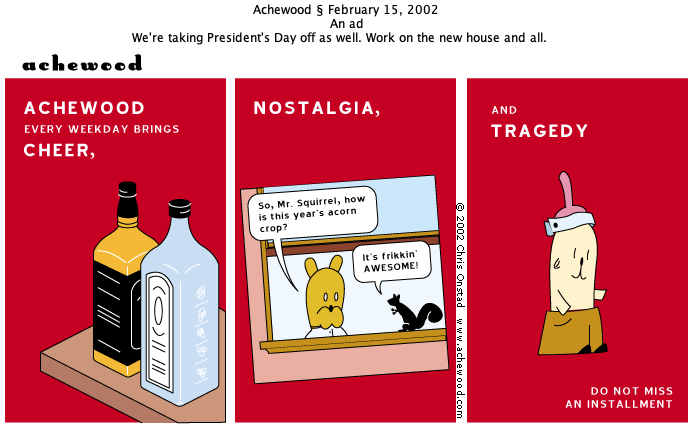 Achewood § February 15, 2002
An ad
We're taking President's Day off as well. Work on the new house and all.
achewood
ACHEWOOD
EVERY WEEKDAY BRINGS
CHEER,
NOSTALGIA,
So, Mr. Squirrel, how
is this year's acorn
crop?
It's frikkin'
AWESOME!
© 2002 Chris Onstad www.achewood.com
AND
TRAGEDY
DO NOT MISS
AN INSTALLMENT